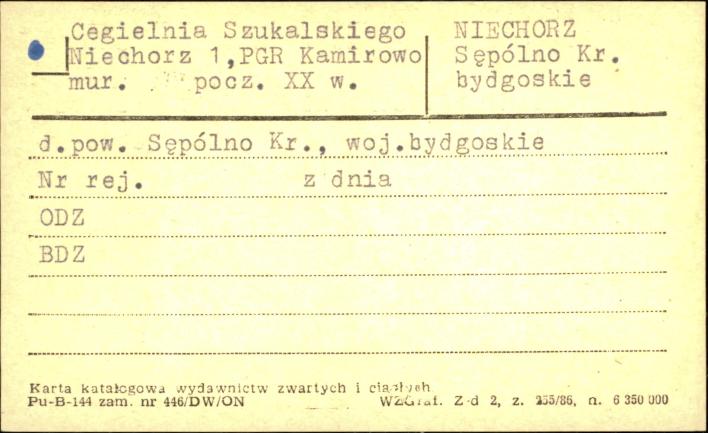 Cegielnia Szukalskiego
Niechorz 1,PGR Kamirowo
mur. pocz. XX w.
NIECHORZ
Sępólno Kr.
bydgoskie
d.pow. Sępólno Kr., woj.bydgoskie
Nr rej. z dnia
ODZ
BDZ
Karta katalogowa wydawnictw zwartych i ciągłych
Pu-B-144 zam. nr 446/DW/ON WZGraf. Z-d 2, z. 255/86, n. 6 350 000